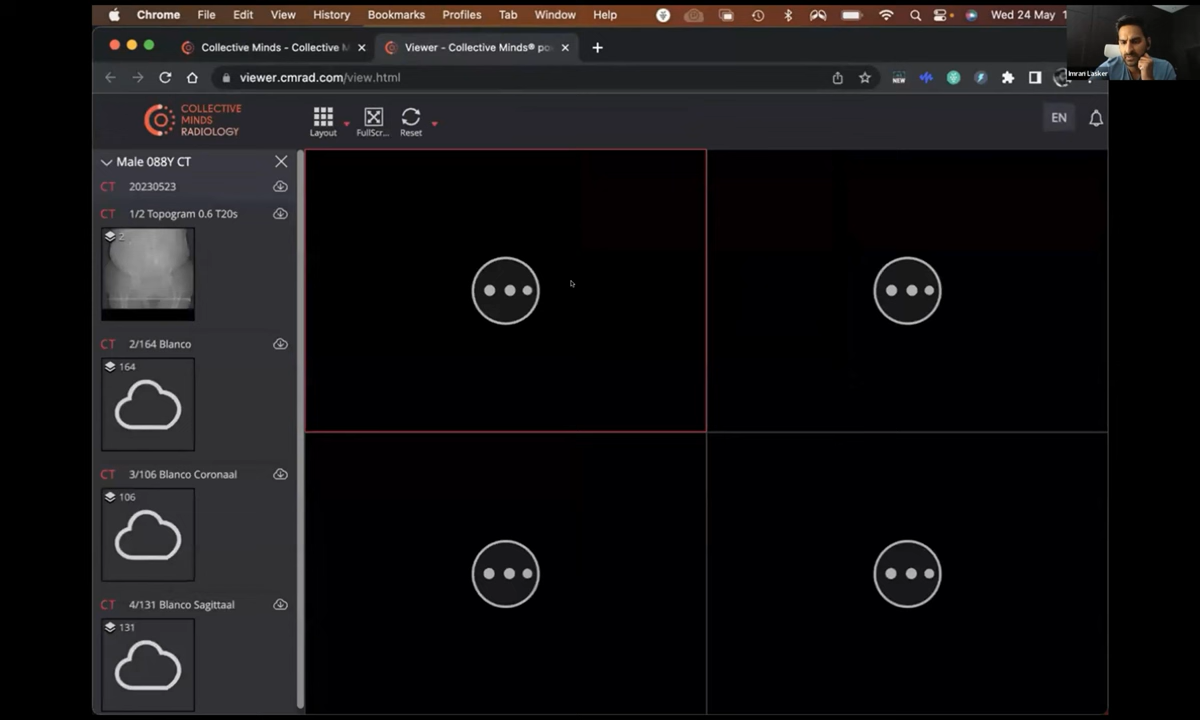 Chrome File Edit View History Bookmarks Profiles Tab Window Help Wed 24 May 1
Imran Lasker
Collective Minds - Collective M
Viewer - Collective Minds® po
viewer.cmrad.com/view.html
NEW
COLLECTIVE
MINDS
RADIOLOGY
Layout
FullScr...
Reset
EN
Male 088Y CT
CT 20230523
CT 1/2 Topogram 0.6 T20s
2
CT 2/164 Blanco
164
CT 3/106 Blanco Coronaal
106
CT 4/131 Blanco Sagittaal
131